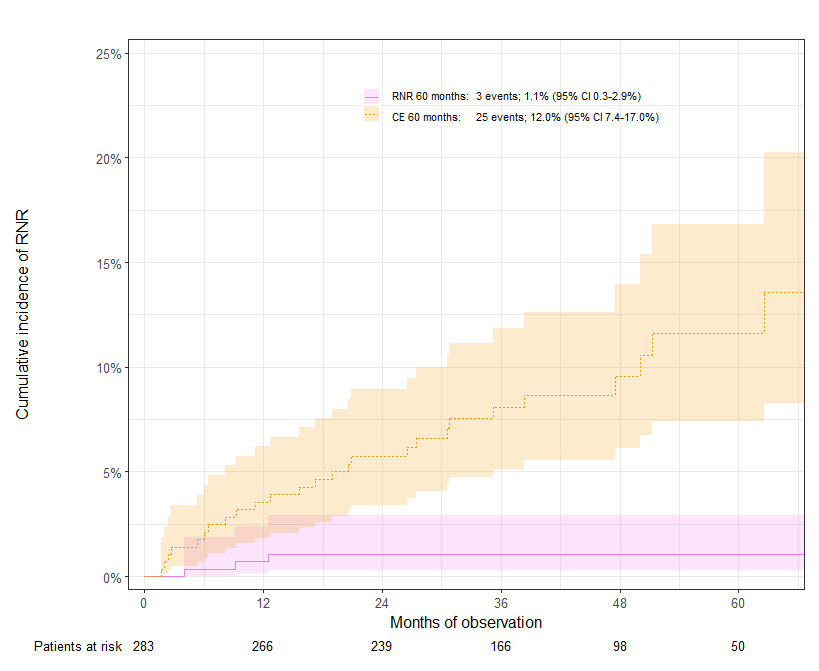 25%
RNR 60 months: 3 events; 1.1% (95% CI 0.3-2.9%)
CE 60 months: 25 events; 12.0% (95% CI 7.4-17.0%)
20%
15%
10%
5%
0%
Cumulative incidence of RNR
0 12 24 36 48 60
Months of observation
Patients at risk 283 266 239 166 98 50